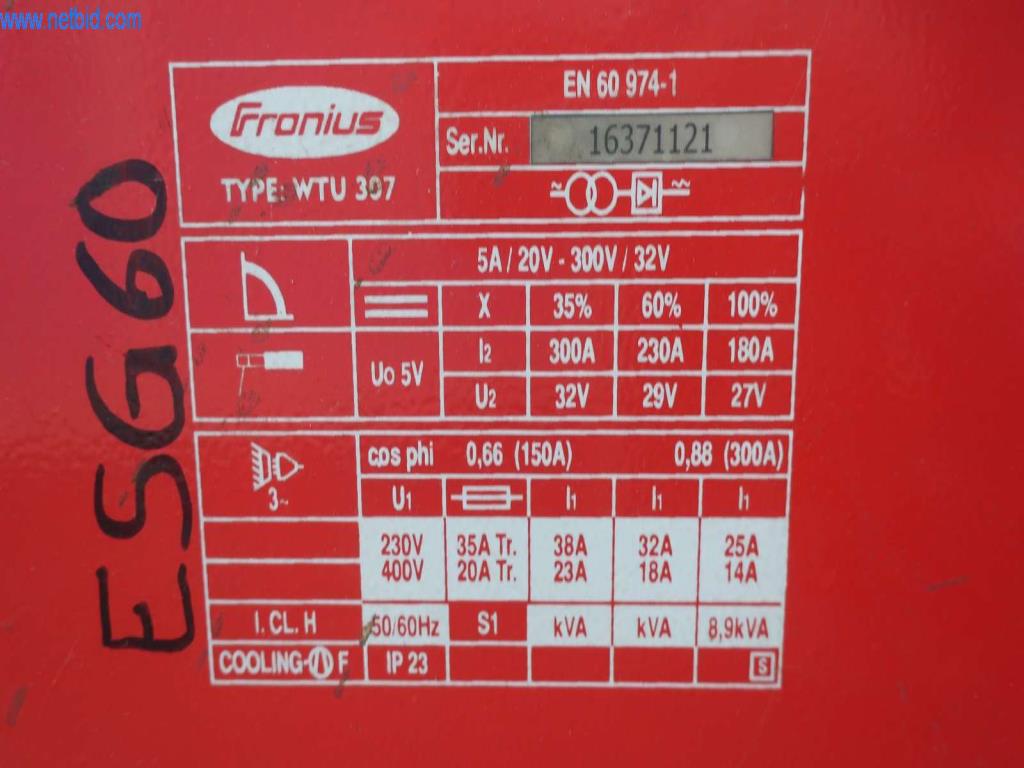 www.netbid.com
Fronius
TYPE: WTU 307
EN 60 974-1
Ser.Nr. 16371121
5A / 20V - 300V / 32V
X 35% 60% 100%
U0 5V
I2 300A 230A 180A
U2 32V 29V 27V
cos phi 0,66 (150A) 0,88 (300A)
3~ U1 I1 I1 I1
230V 35A Tr. 38A 32A 25A
400V 20A Tr. 23A 18A 14A
I. CL. H 50/60Hz S1 kVA kVA 8,9kVA
COOLING- F IP 23 S
ESG60